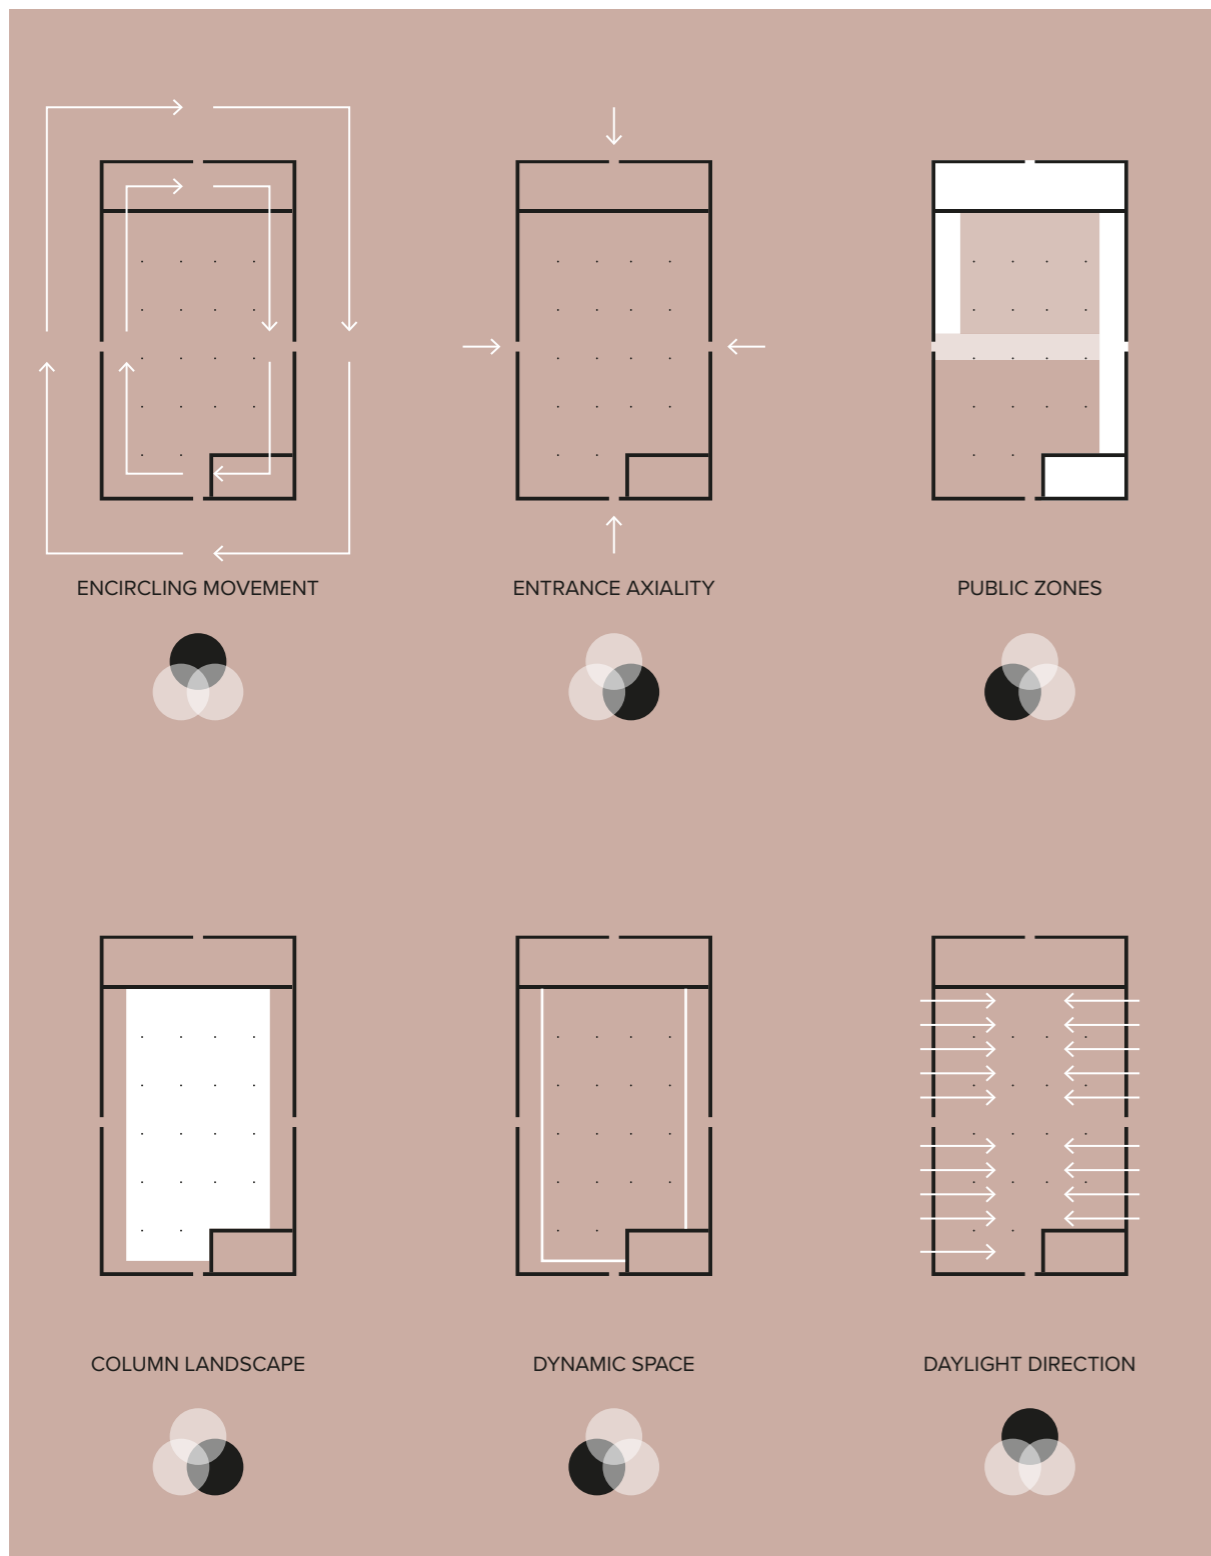 ENCIRCLING MOVEMENT
ENTRANCE AXIALITY
PUBLIC ZONES
COLUMN LANDSCAPE
DYNAMIC SPACE
DAYLIGHT DIRECTION